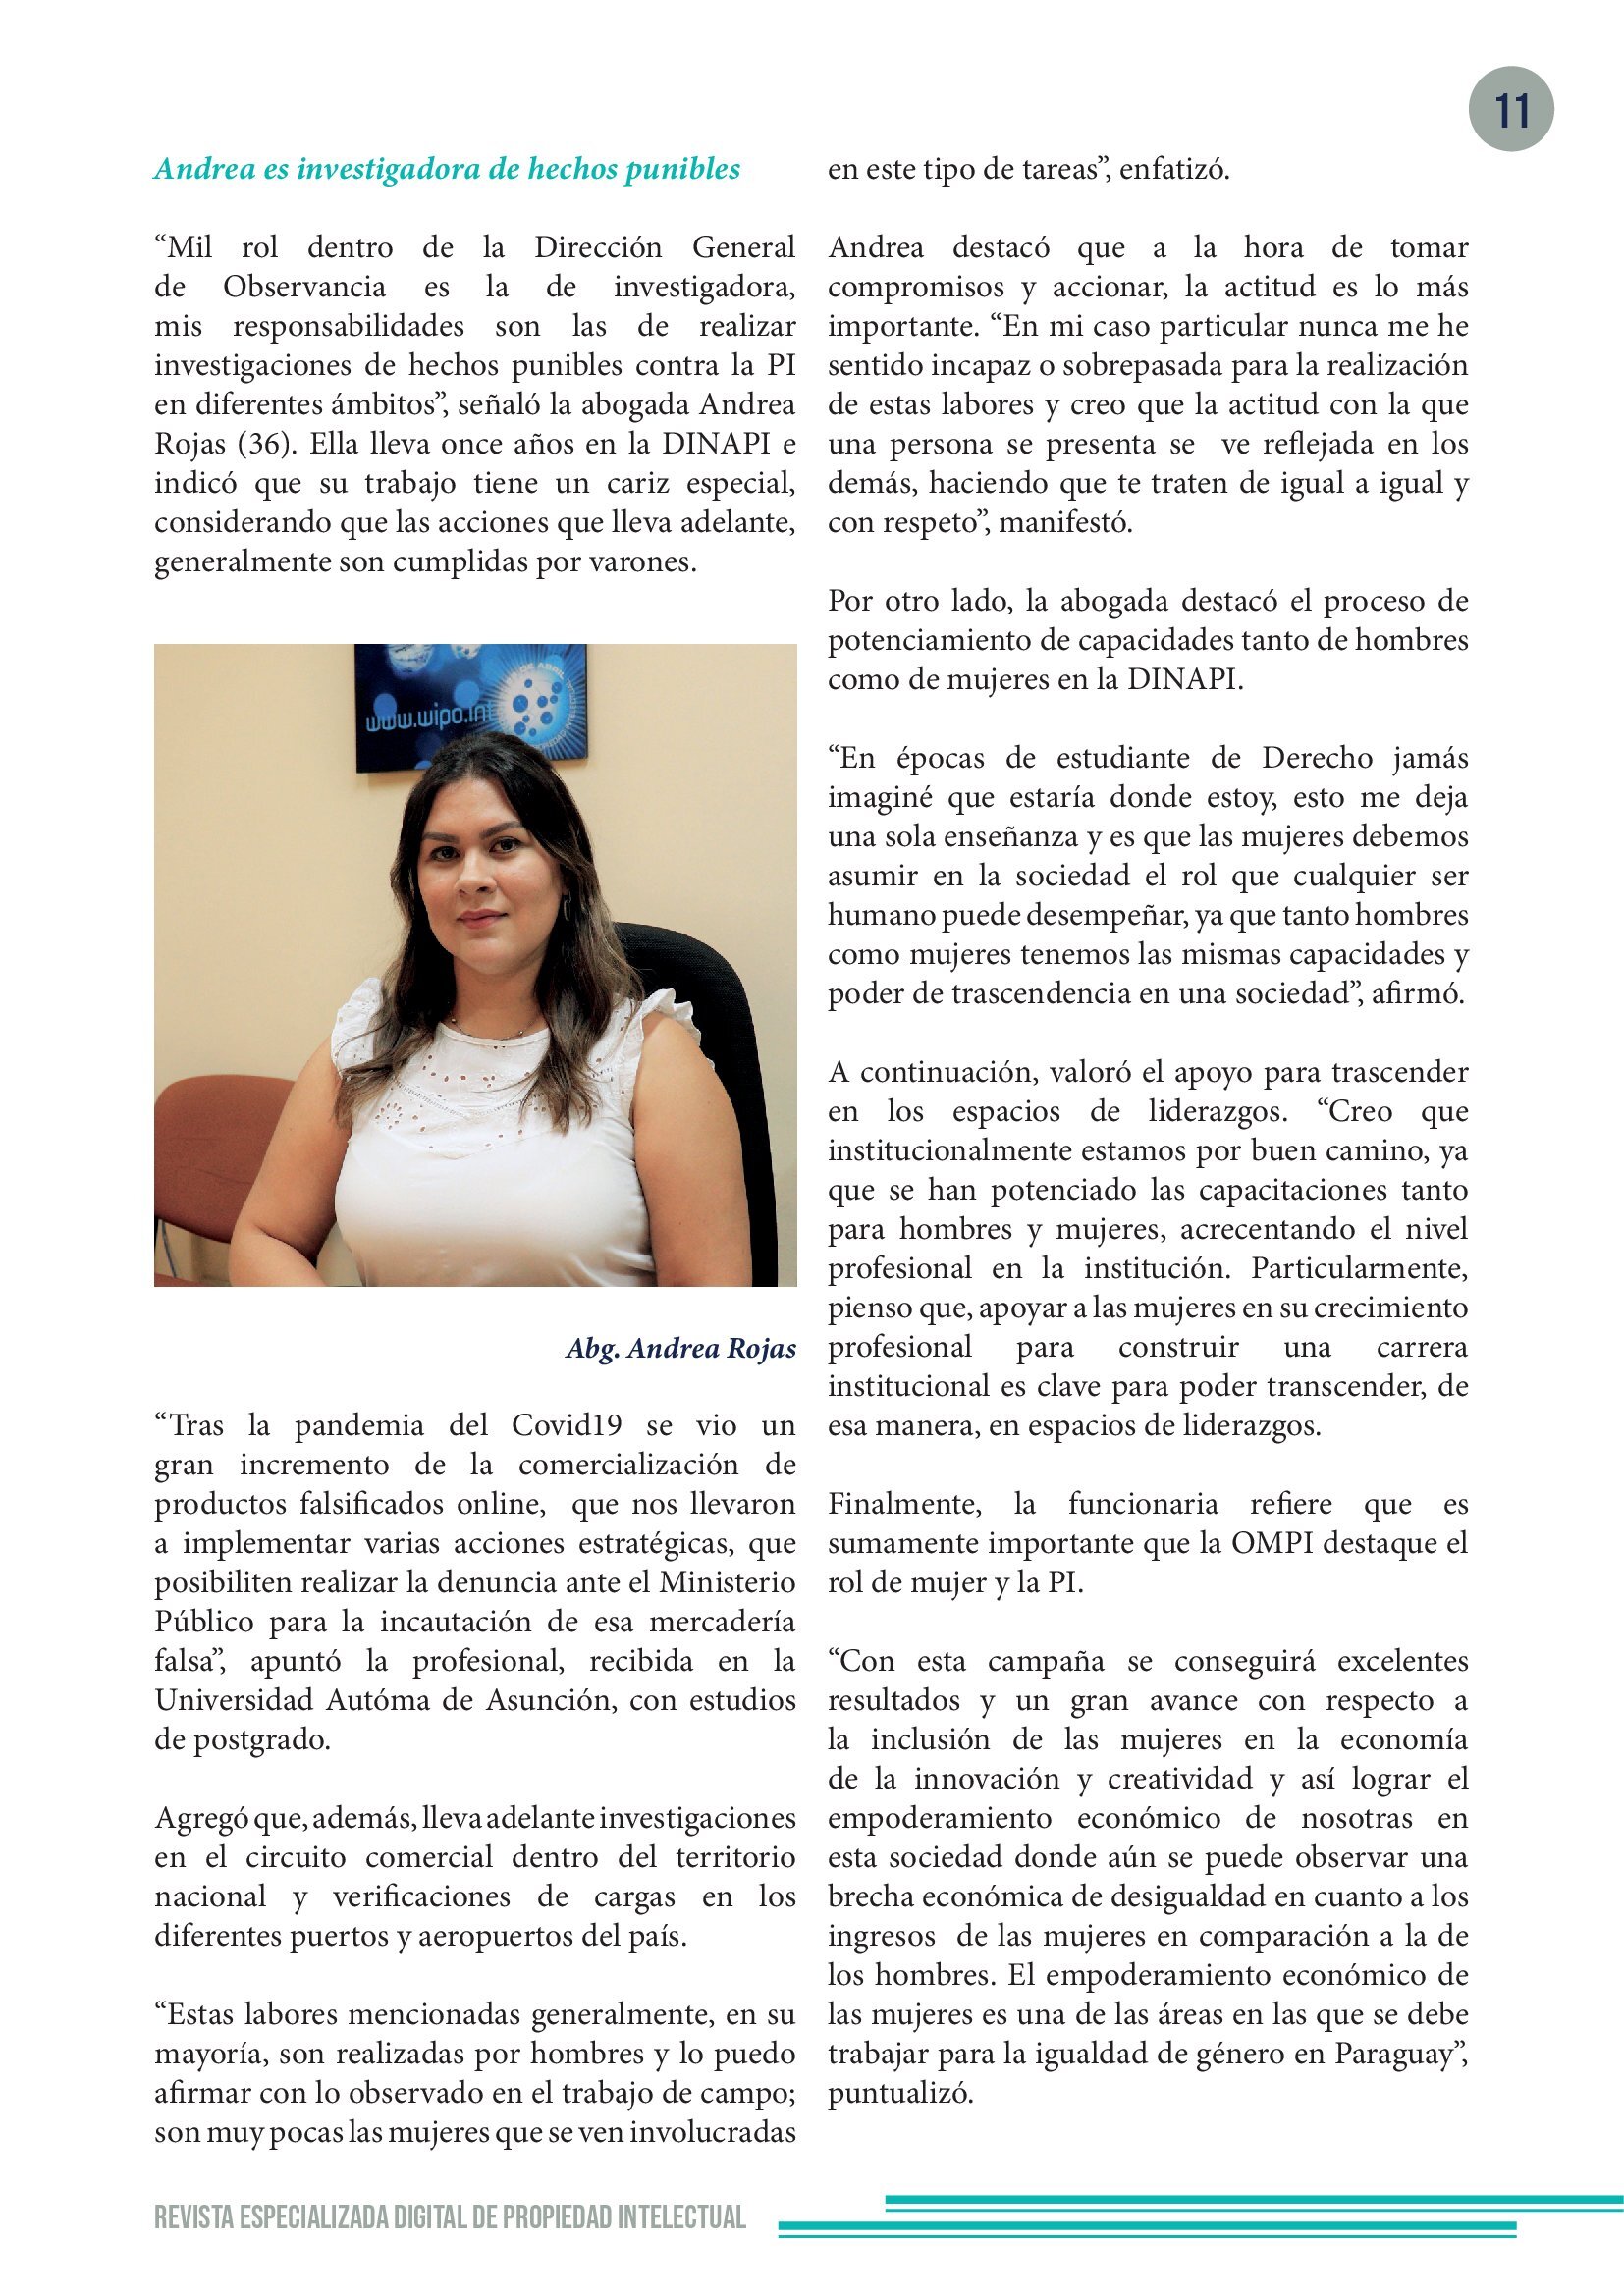 11
Andrea es investigadora de hechos punibles
“Mil rol dentro de la Dirección General
de Observancia es la de investigadora,
mis responsabilidades son las de realizar
investigaciones de hechos punibles contra la PI
en diferentes ámbitos”, señaló la abogada Andrea
Rojas (36). Ella lleva once años en la DINAPI e
indicó que su trabajo tiene un cariz especial,
considerando que las acciones que lleva adelante,
generalmente son cumplidas por varones.
www.wipo.int
Abg. Andrea Rojas
“Tras la pandemia del Covid19 se vio un
gran incremento de la comercialización de
productos falsificados online, que nos llevaron
a implementar varias acciones estratégicas, que
posibiliten realizar la denuncia ante el Ministerio
Público para la incautación de esa mercadería
falsa”, apuntó la profesional, recibida en la
Universidad Autóma de Asunción, con estudios
de postgrado.
Agregó que, además, lleva adelante investigaciones
en el circuito comercial dentro del territorio
nacional y verificaciones de cargas en los
diferentes puertos y aeropuertos del país.
“Estas labores mencionadas generalmente, en su
mayoría, son realizadas por hombres y lo puedo
afirmar con lo observado en el trabajo de campo;
son muy pocas las mujeres que se ven involucradas
en este tipo de tareas”, enfatizó.
Andrea destacó que a la hora de tomar
compromisos y accionar, la actitud es lo más
importante. “En mi caso particular nunca me he
sentido incapaz o sobrepasada para la realización
de estas labores y creo que la actitud con la que
una persona se presenta se ve reflejada en los
demás, haciendo que te traten de igual a igual y
con respeto”, manifestó.
Por otro lado, la abogada destacó el proceso de
potenciamiento de capacidades tanto de hombres
como de mujeres en la DINAPI.
“En épocas de estudiante de Derecho jamás
imaginé que estaría donde estoy, esto me deja
una sola enseñanza y es que las mujeres debemos
asumir en la sociedad el rol que cualquier ser
humano puede desempeñar, ya que tanto hombres
como mujeres tenemos las mismas capacidades y
poder de trascendencia en una sociedad”, afirmó.
A continuación, valoró el apoyo para trascender
en los espacios de liderazgos. “Creo que
institucionalmente estamos por buen camino, ya
que se han potenciado las capacitaciones tanto
para hombres y mujeres, acrecentando el nivel
profesional en la institución. Particularmente,
pienso que, apoyar a las mujeres en su crecimiento
profesional para construir una carrera
institucional es clave para poder transcender, de
esa manera, en espacios de liderazgos.
Finalmente, la funcionaria refiere que es
sumamente importante que la OMPI destaque el
rol de mujer y la PI.
“Con esta campaña se conseguirá excelentes
resultados y un gran avance con respecto a
la inclusión de las mujeres en la economía
de la innovación y creatividad y así lograr el
empoderamiento económico de nosotras en
esta sociedad donde aún se puede observar una
brecha económica de desigualdad en cuanto a los
ingresos de las mujeres en comparación a la de
los hombres. El empoderamiento económico de
las mujeres es una de las áreas en las que se debe
trabajar para la igualdad de género en Paraguay”,
puntualizó.
REVISTA ESPECIALIZADA DIGITAL DE PROPIEDAD INTELECTUAL